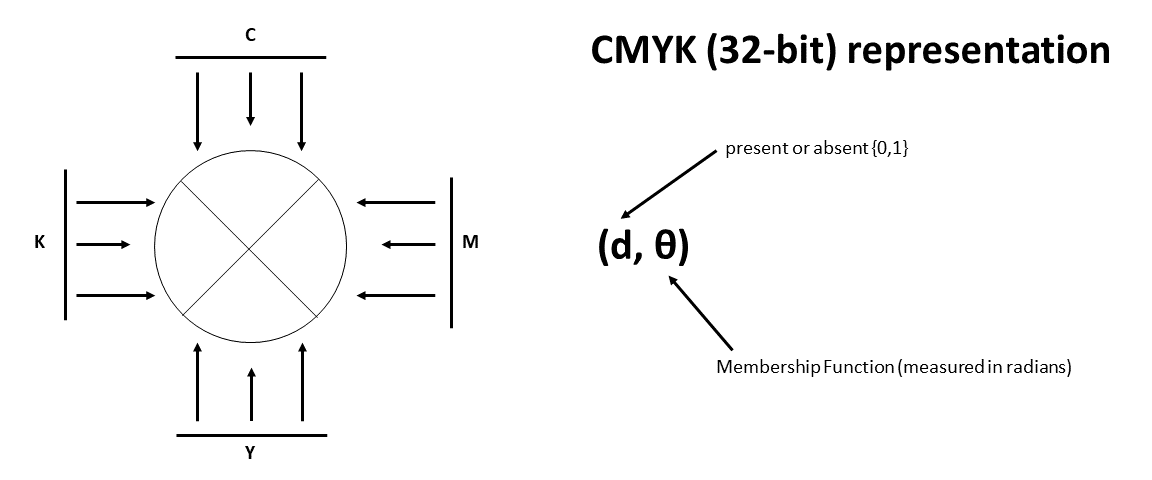 C
CMYK (32-bit) representation
present or absent {0,1}
K
M
(d, θ)
Membership Function (measured in radians)
Y